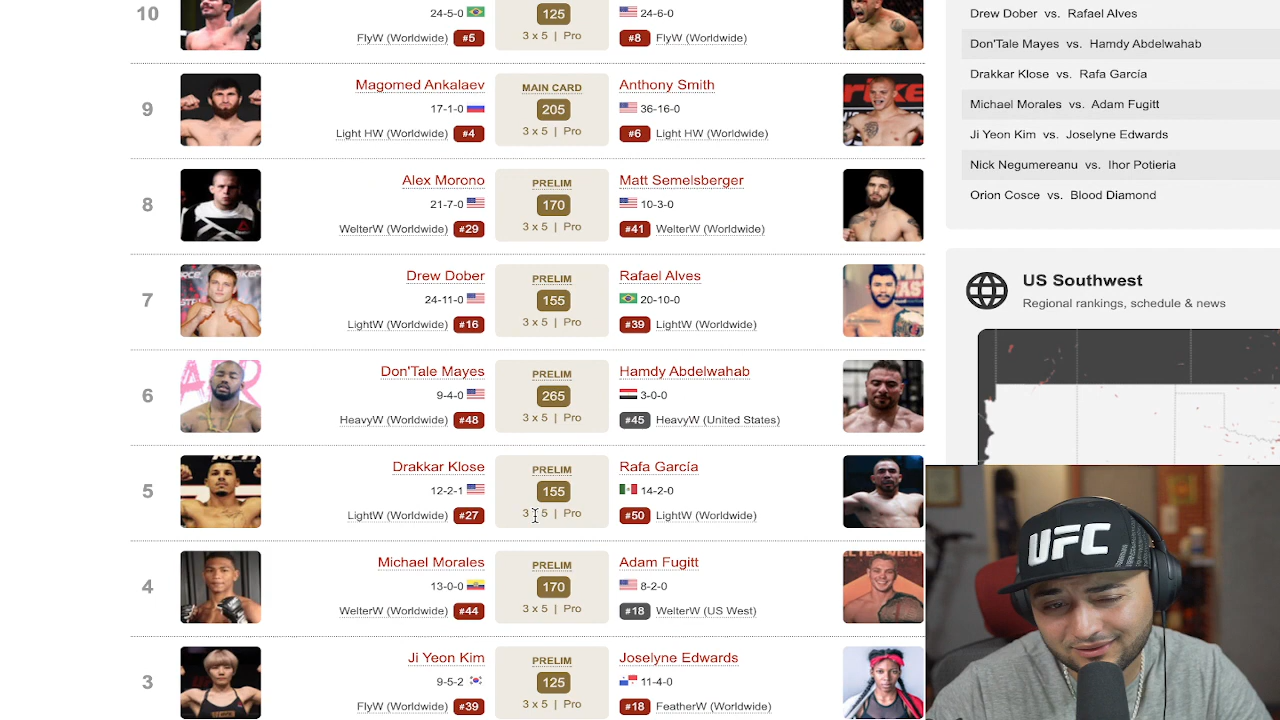 10
24-5-0
125
24-6-0
FlyW (Worldwide) #5
3 x 5 | Pro
#8 FlyW (Worldwide)
9
Magomed Ankalaev
MAIN CARD
Anthony Smith
17-1-0
205
36-16-0
Light HW (Worldwide) #4
3 x 5 | Pro
#6 Light HW (Worldwide)
8
Alex Morono
PRELIM
Matt Semelsberger
22-7-0
170
10-3-0
WelterW (Worldwide) #29
3 x 5 | Pro
#41 WelterW (Worldwide)
7
Drew Dober
PRELIM
Rafael Alves
24-11-0
155
20-10-0
LightW (Worldwide) #16
3 x 5 | Pro
#39 LightW (Worldwide)
6
Don'Tale Mayes
PRELIM
Hamdy Abdelwahab
9-4-0
265
3-0-0
HeavyW (Worldwide) #48
3 x 5 | Pro
#45 HeavyW (United States)
5
Drakkar Klose
PRELIM
Rafa Garcia
12-2-1
155
14-2-0
LightW (Worldwide) #27
3 x 5 | Pro
#50 LightW (Worldwide)
4
Michael Morales
PRELIM
Adam Fugitt
13-0-0
170
8-2-0
WelterW (Worldwide) #44
3 x 5 | Pro
#18 WelterW (US West)
3
Ji Yeon Kim
PRELIM
Joselyne Edwards
9-5-2
125
11-4-0
FlyW (Worldwide) #39
3 x 5 | Pro
#18 FeatherW (Worldwide)
Drew Dober vs. Rafael Alves
Don'Tale Mayes vs. Hamdy Abdelwahab
Drakkar Klose vs. Rafa Garcia
Michael Morales vs. Adam Fugitt
Ji Yeon Kim vs. Joselyne Edwards
Nick Negumereanu vs. Ihor Potieria
Orion Cosce vs. Blood Diamond
US Midwest
Regional rankings, schedule & news